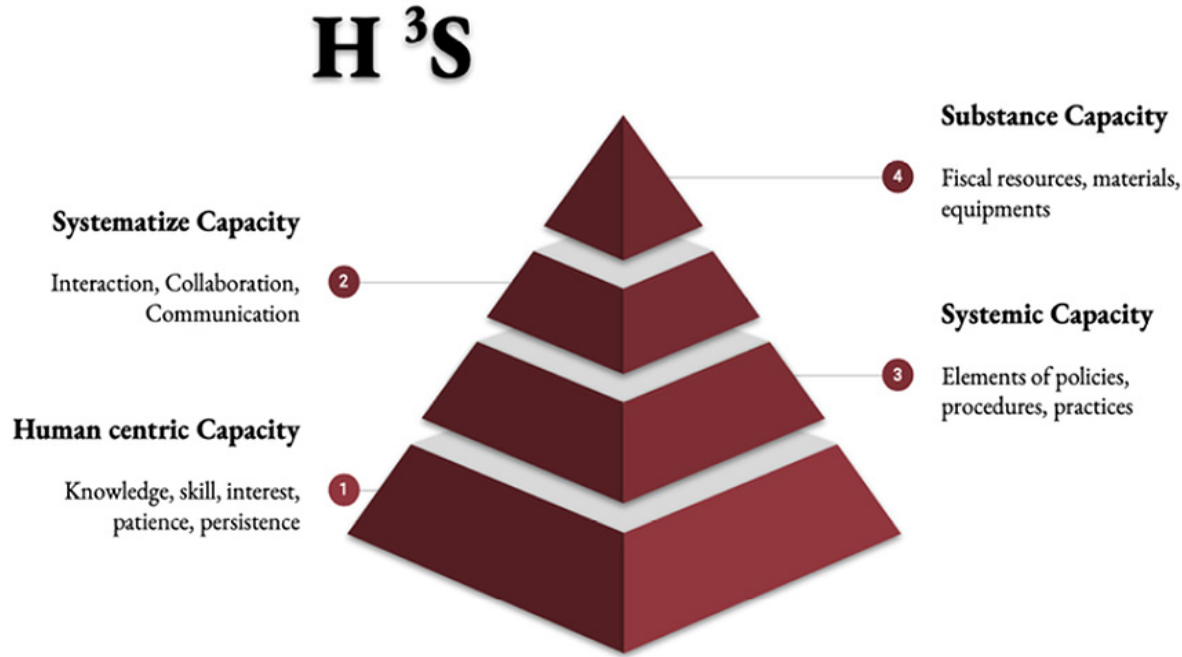 H ³S
Substance Capacity
4
Fiscal resources, materials,
equipments
Systematize Capacity
2
Interaction, Collaboration,
Communication
Systemic Capacity
3
Elements of policies,
procedures, practices
Human centric Capacity
1
Knowledge, skill, interest,
patience, persistence